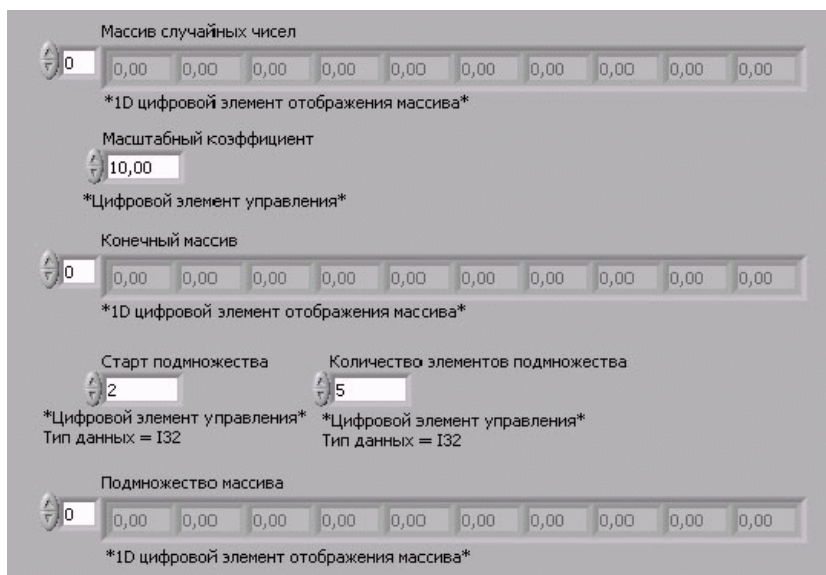 Массив случайных чисел
0 0,00 0,00 0,00 0,00 0,00 0,00 0,00 0,00 0,00 0,00
*1D цифровой элемент отображения массива*
Масштабный коэффициент
10,00
*Цифровой элемент управления*
Конечный массив
0 0,00 0,00 0,00 0,00 0,00 0,00 0,00 0,00 0,00 0,00
*1D цифровой элемент отображения массива*
Старт подмножества Количество элементов подмножества
2 5
*Цифровой элемент управления* *Цифровой элемент управления*
Тип данных = I32 Тип данных = I32
Подмножество массива
0 0,00 0,00 0,00 0,00 0,00 0,00 0,00 0,00 0,00 0,00
*1D цифровой элемент отображения массива*